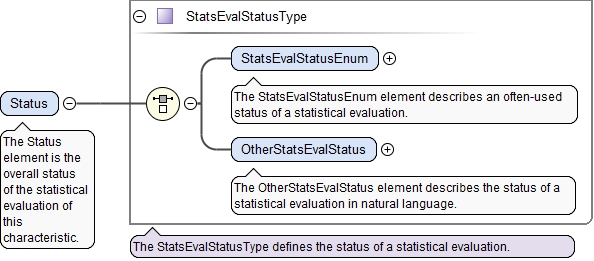 StatsEvalStatusType
StatsEvalStatusEnum
The StatsEvalStatusEnum element describes an often-used
status of a statistical evaluation.
Status
The Status
element is the
overall status
of the statistical
evaluation of
this
characteristic.
OtherStatsEvalStatus
The OtherStatsEvalStatus element describes the status of a
statistical evaluation in natural language.
The StatsEvalStatusType defines the status of a statistical evaluation.